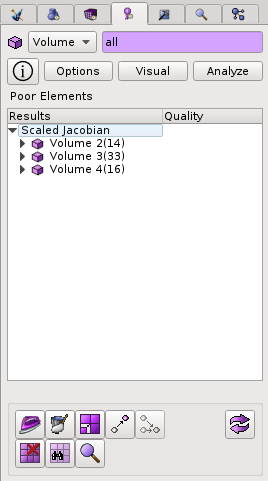 Volume all
Options Visual Analyze
Poor Elements
Results Quality
Scaled Jacobian
Volume 2(14)
Volume 3(33)
Volume 4(16)